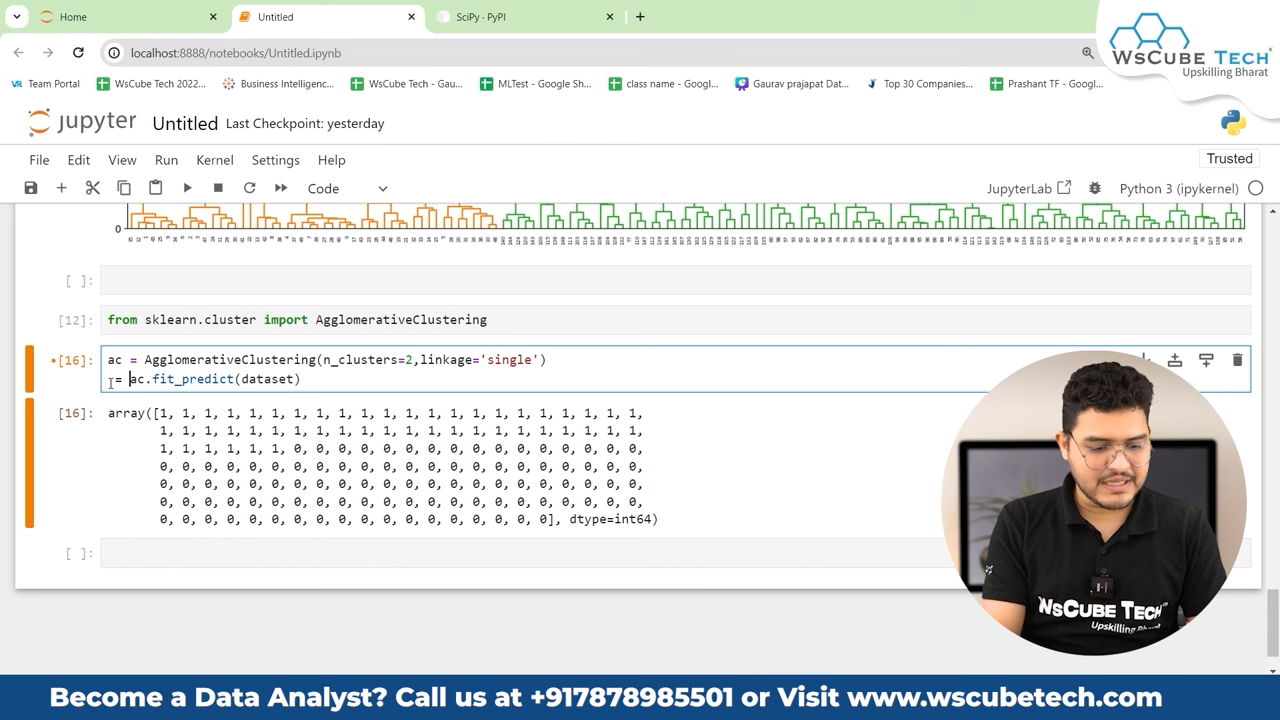 Home
Untitled
SciPy · PyPI
localhost:8888/notebooks/Untitled.ipynb
WsCube Tech
Upskilling Bharat
Team Portal
WsCube Tech 2022...
Business Intelligenc...
WsCube Tech - Gau...
MLTest - Google Sh...
class name - Googl...
Gaurav prajapat Dat...
Top 30 Companies...
Prashant TF - Goog...
jupyter Untitled Last Checkpoint: yesterday
File Edit View Run Kernel Settings Help
Trusted
Code
JupyterLab
Python 3 (ipykernel)
0
[ ]:
[12]: from sklearn.cluster import AgglomerativeClustering
[16]: ac = AgglomerativeClustering(n_clusters=2,linkage='single')
= ac.fit_predict(dataset)
[16]: array([1, 1, 1, 1, 1, 1, 1, 1, 1, 1, 1, 1, 1, 1, 1, 1, 1, 1, 1, 1, 1, 1,
1, 1, 1, 1, 1, 1, 1, 1, 1, 1, 1, 1, 1, 1, 1, 1, 1, 1, 1, 1, 1, 1,
1, 1, 1, 1, 1, 1, 0, 0, 0, 0, 0, 0, 0, 0, 0, 0, 0, 0, 0, 0, 0, 0,
0, 0, 0, 0, 0, 0, 0, 0, 0, 0, 0, 0, 0, 0, 0, 0, 0, 0, 0, 0, 0, 0,
0, 0, 0, 0, 0, 0, 0, 0, 0, 0, 0, 0, 0, 0, 0, 0, 0, 0, 0, 0, 0, 0,
0, 0, 0, 0, 0, 0, 0, 0, 0, 0, 0, 0, 0, 0, 0, 0, 0, 0, 0, 0, 0, 0,
0, 0, 0, 0, 0, 0, 0, 0, 0, 0, 0, 0, 0, 0, 0, 0, 0, 0], dtype=int64)
[ ]:
WsCube Tech
Upskilling Bharat
Become a Data Analyst? Call us at +917878985501 or Visit www.wscubetech.com